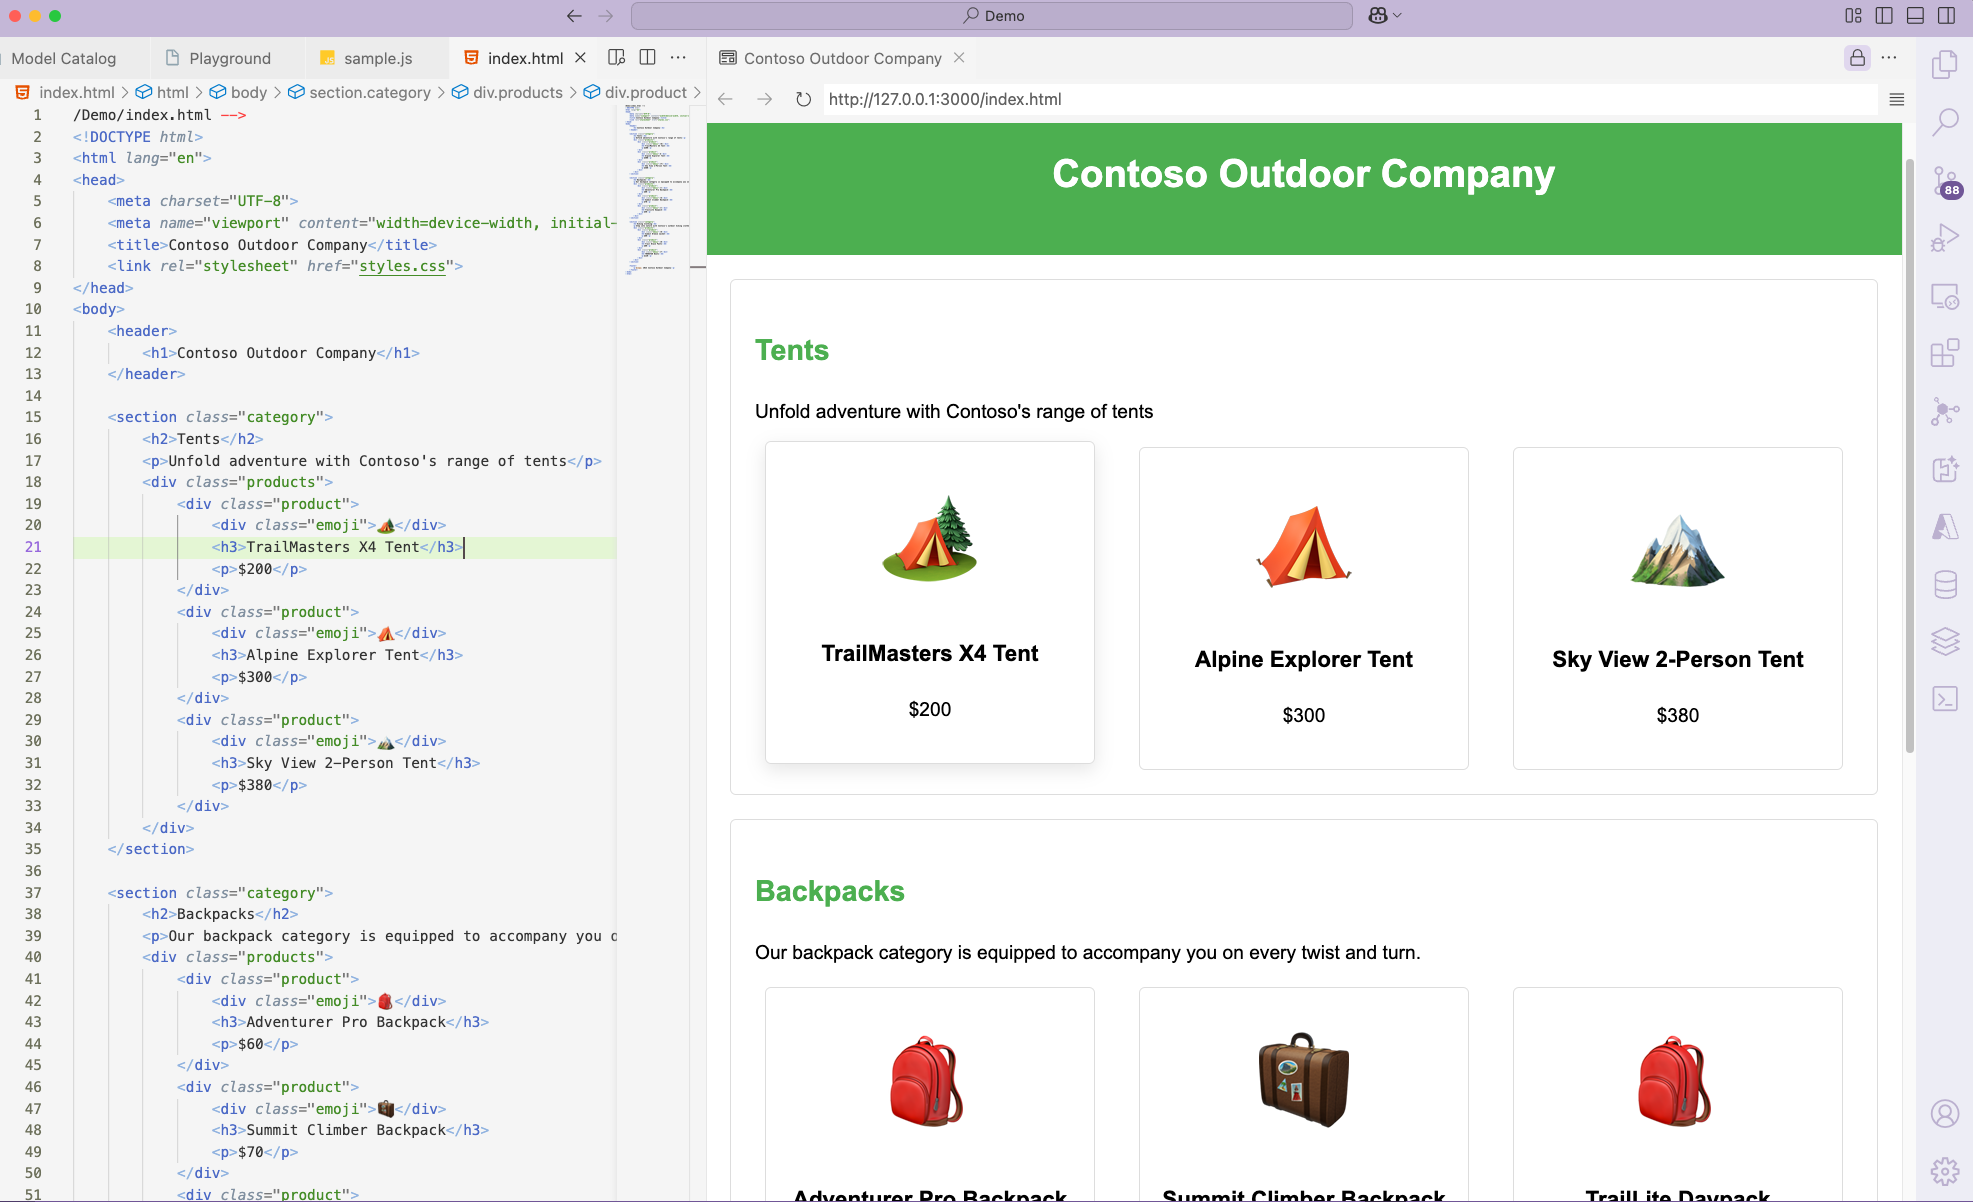 Demo
Model Catalog
Playground
sample.js
index.html
Contoso Outdoor Company
index.html > html > body > section.category > div.products > div.product >
http://127.0.0.1:3000/index.html
1 /Demo/index.html -->
2 <!DOCTYPE html>
3 <html lang="en">
4 <head>
5 <meta charset="UTF-8">
6 <meta name="viewport" content="width=device-width, initial-
7 <title>Contoso Outdoor Company</title>
8 <link rel="stylesheet" href="styles.css">
9 </head>
10 <body>
11 <header>
12 <h1>Contoso Outdoor Company</h1>
13 </header>
14
15 <section class="category">
16 <h2>Tents</h2>
17 <p>Unfold adventure with Contoso's range of tents</p>
18 <div class="products">
19 <div class="product">
20 <div class="emoji">🏕️</div>
21 <h3>TrailMasters X4 Tent</h3>
22 <p>$200</p>
23 </div>
24 <div class="product">
25 <div class="emoji">⛺</div>
26 <h3>Alpine Explorer Tent</h3>
27 <p>$300</p>
28 </div>
29 <div class="product">
30 <div class="emoji">🏔️</div>
31 <h3>Sky View 2-Person Tent</h3>
32 <p>$380</p>
33 </div>
34 </div>
35 </section>
36
37 <section class="category">
38 <h2>Backpacks</h2>
39 <p>Our backpack category is equipped to accompany you o
40 <div class="products">
41 <div class="product">
42 <div class="emoji">🎒</div>
43 <h3>Adventurer Pro Backpack</h3>
44 <p>$60</p>
45 </div>
46 <div class="product">
47 <div class="emoji">🧳</div>
48 <h3>Summit Climber Backpack</h3>
49 <p>$70</p>
50 </div>
51 <div class="product">
Contoso Outdoor Company
Tents
Unfold adventure with Contoso's range of tents
TrailMasters X4 Tent
$200
Alpine Explorer Tent
$300
Sky View 2-Person Tent
$380
Backpacks
Our backpack category is equipped to accompany you on every twist and turn.
Adventurer Pro Backpack
Summit Climber Backpack
TrailLite Daypack
88